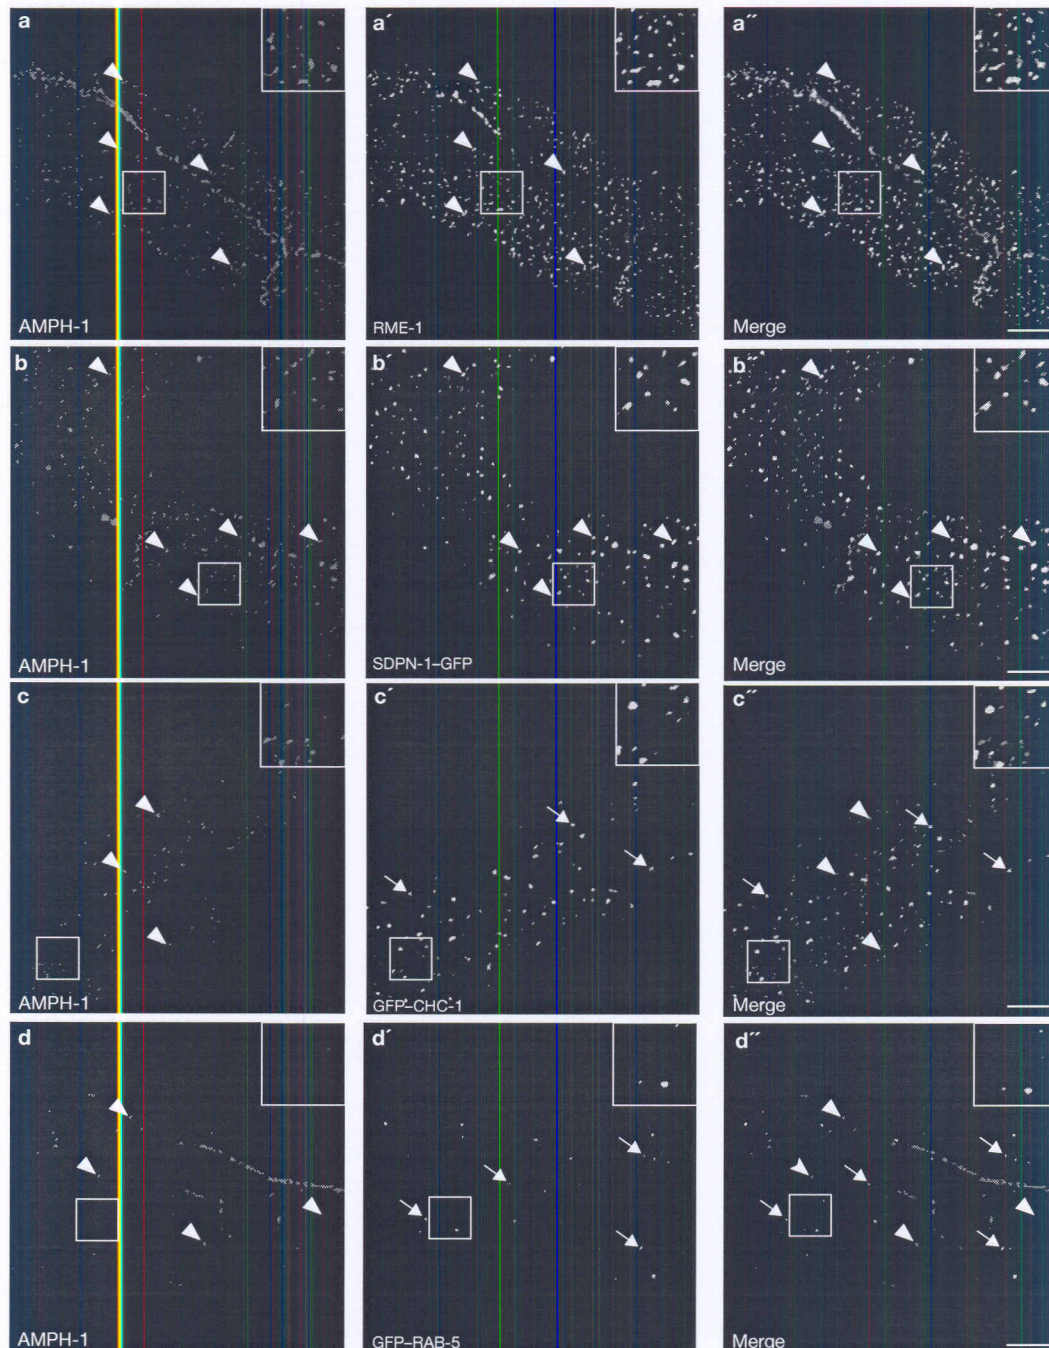 a a´ a´´
AMPH-1 RME-1 Merge
b b´ b´´
AMPH-1 SDPN-1–GFP Merge
c c´ c´´
AMPH-1 GFP–CHC-1 Merge
d d´ d´´
AMPH-1 GFP–RAB-5 Merge